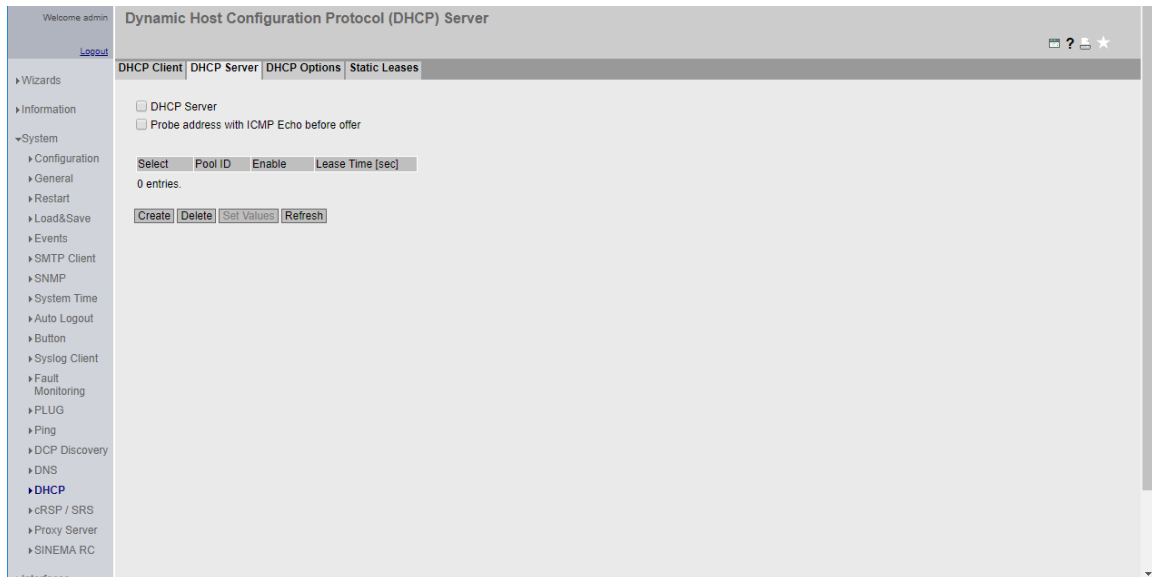 Welcome admin
Logout
Dynamic Host Configuration Protocol (DHCP) Server
?
DHCP Client DHCP Server DHCP Options Static Leases
Wizards
Information
System
Configuration
General
Restart
Load&Save
Events
SMTP Client
SNMP
System Time
Auto Logout
Button
Syslog Client
Fault
Monitoring
PLUG
Ping
DCP Discovery
DNS
DHCP
cRSP / SRS
Proxy Server
SINEMA RC
DHCP Server
Probe address with ICMP Echo before offer
Select Pool ID Enable Lease Time [sec]
0 entries.
Create Delete Set Values Refresh